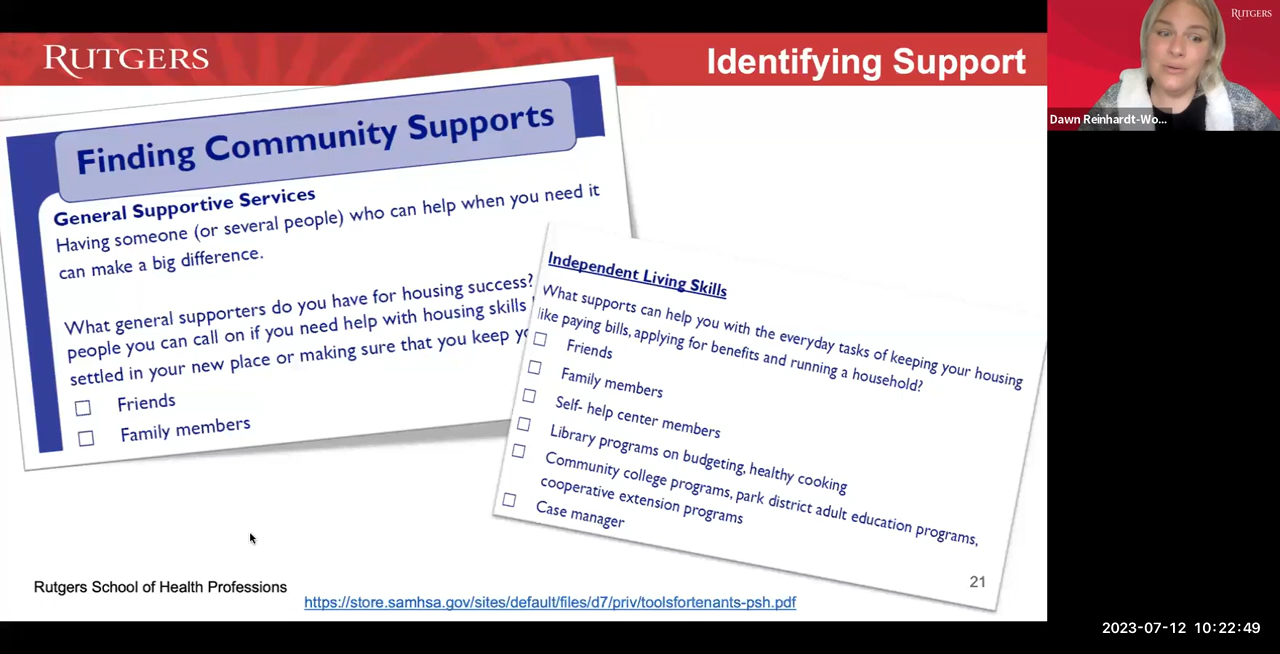 RUTGERS
Identifying Support
RUTGERS
Dawn Reinhardt-Wo...
Finding Community Supports
General Supportive Services
Having someone (or several people) who can help when you need it
can make a big difference.
What general supporters do you have for housing success?
people you can call on if you need help with housing skills
settled in your new place or making sure that you keep
☐ Friends
☐ Family members
Independent Living Skills
What supports can help you with the everyday tasks of keeping your housing
like paying bills, applying for benefits and running a household?
☐ Friends
☐ Family members
☐ Self- help center members
☐ Library programs on budgeting, healthy cooking
☐ Community college programs, park district adult education programs,
cooperative extension programs
☐ Case manager
21
Rutgers School of Health Professions
https://store.samhsa.gov/sites/default/files/d7/priv/toolsfortenants-psh.pdf
2023-07-12 10:22:49